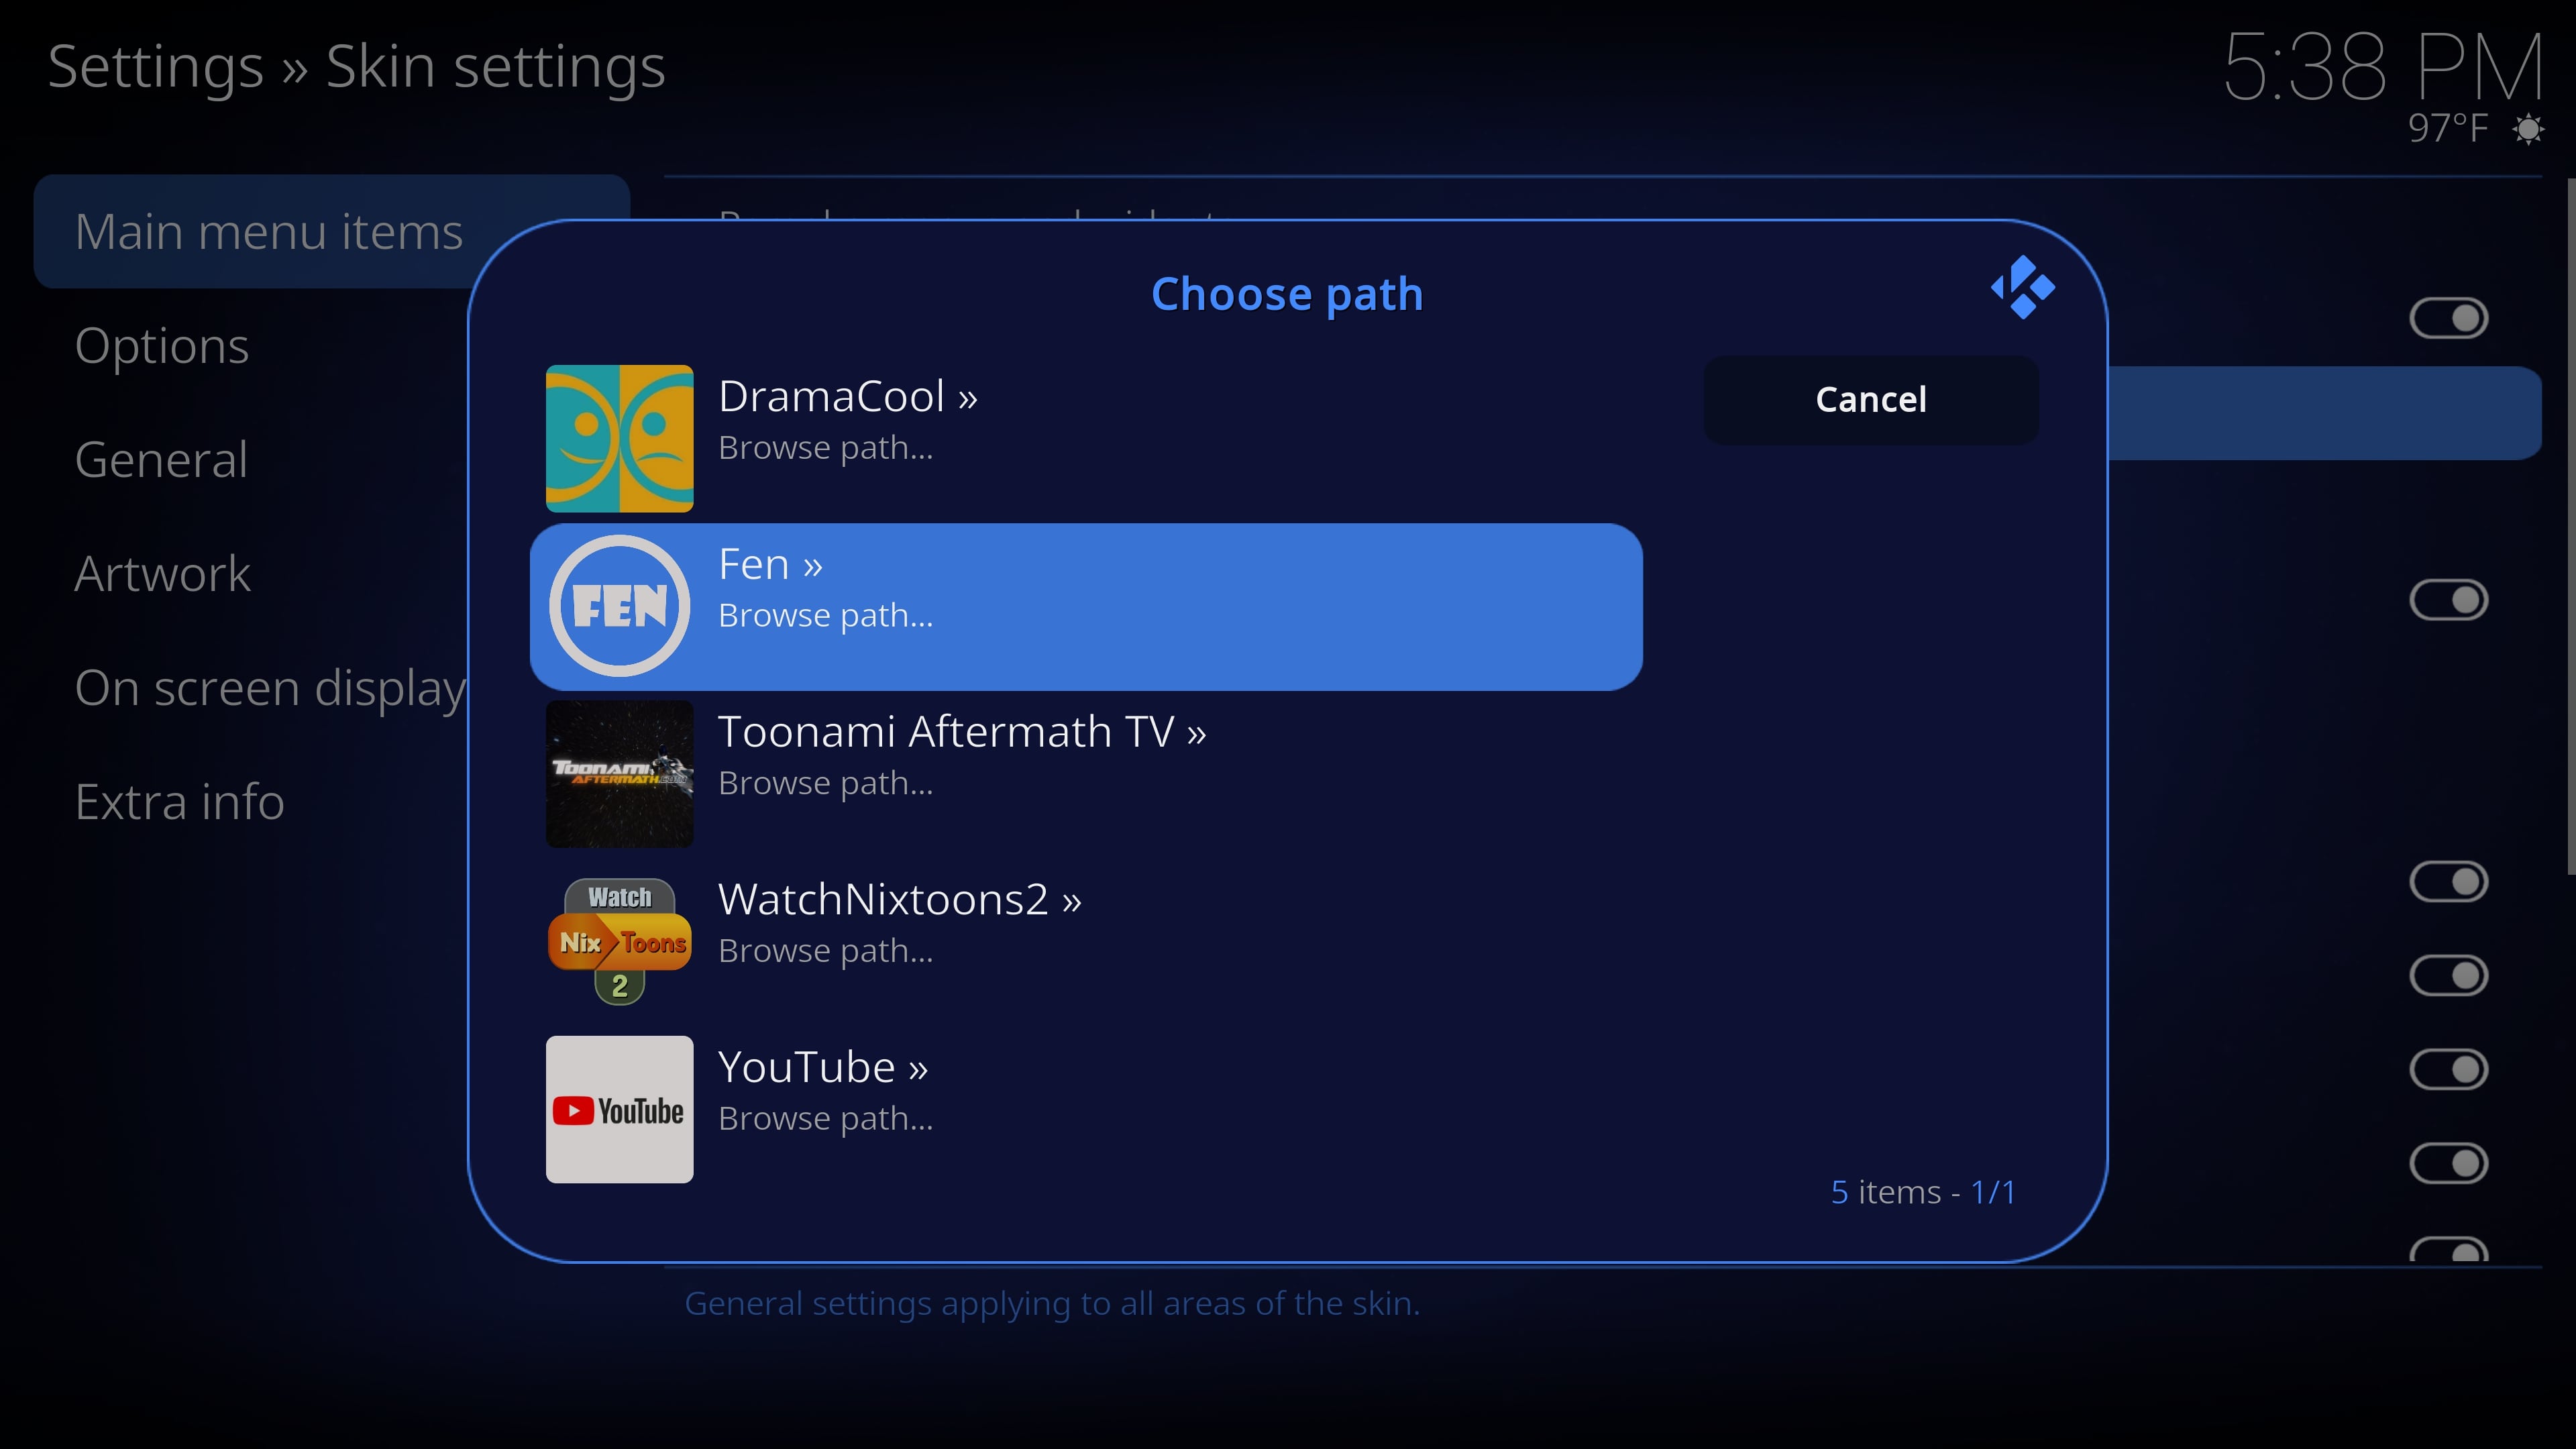 Settings » Skin settings
5:38 PM
97°F
Main menu items
Options
General
Artwork
On screen display
Extra info
Choose path
Cancel
DramaCool »
Browse path...
FEN
Fen »
Browse path...
TOONAMI
AFTERMATH
Toonami Aftermath TV »
Browse path...
Watch
Nix Toons
2
WatchNixtoons2 »
Browse path...
YouTube
YouTube »
Browse path...
5 items - 1/1
General settings applying to all areas of the skin.